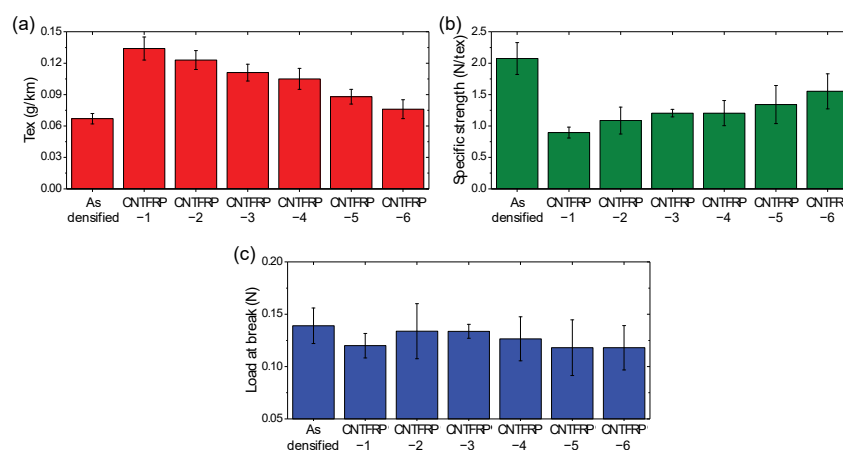 (a)
Tex (g/km)
0.15
0.12
0.09
0.06
0.03
0.00
As densified
CNTFRP −1
CNTFRP −2
CNTFRP −3
CNTFRP −4
CNTFRP −5
CNTFRP −6
(b)
Specific strength (N/tex)
2.5
2.0
1.5
1.0
0.5
0.0
As densified
CNTFRP −1
CNTFRP −2
CNTFRP −3
CNTFRP −4
CNTFRP −5
CNTFRP −6
(c)
Load at break (N)
0.20
0.15
0.10
0.05
As densified
CNTFRP −1
CNTFRP −2
CNTFRP −3
CNTFRP −4
CNTFRP −5
CNTFRP −6